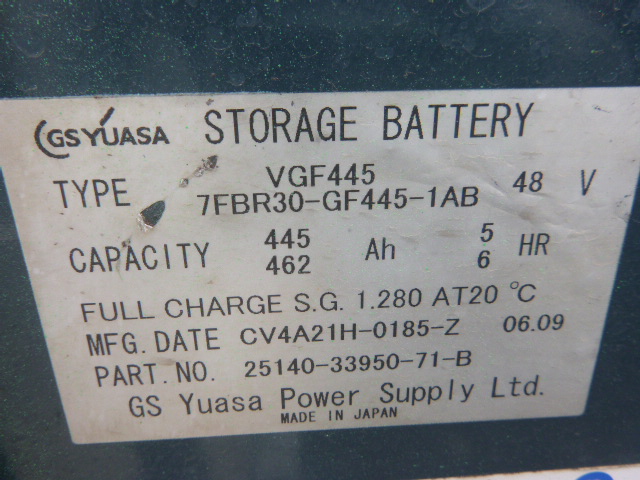 GS YUASA STORAGE BATTERY
TYPE VGF445 48 V
7FBR30-GF445-1AB
CAPACITY 445 Ah 5 HR
462 6
FULL CHARGE S.G. 1.280 AT20 ℃
MFG. DATE CV4A21H-0185-Z 06.09
PART. NO. 25140-33950-71-B
GS Yuasa Power Supply Ltd.
MADE IN JAPAN